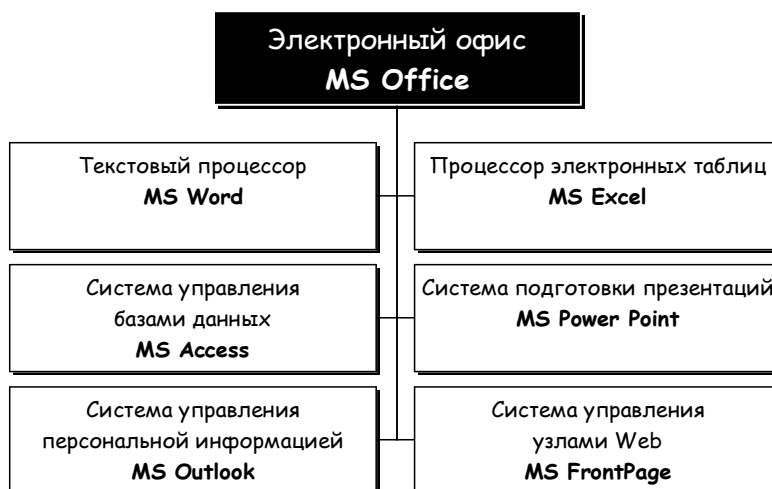 Электронный офис
MS Office
Текстовый процессор
MS Word
Процессор электронных таблиц
MS Excel
Система управления
базами данных
MS Access
Система подготовки презентаций
MS Power Point
Система управления
персональной информацией
MS Outlook
Система управления
узлами Web
MS FrontPage